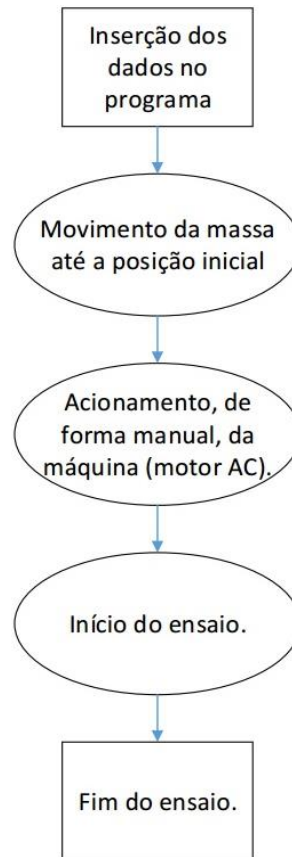 Inserção dos
dados no
programa
Movimento da massa
até a posição inicial
Acionamento, de
forma manual, da
máquina (motor AC).
Início do ensaio.
Fim do ensaio.